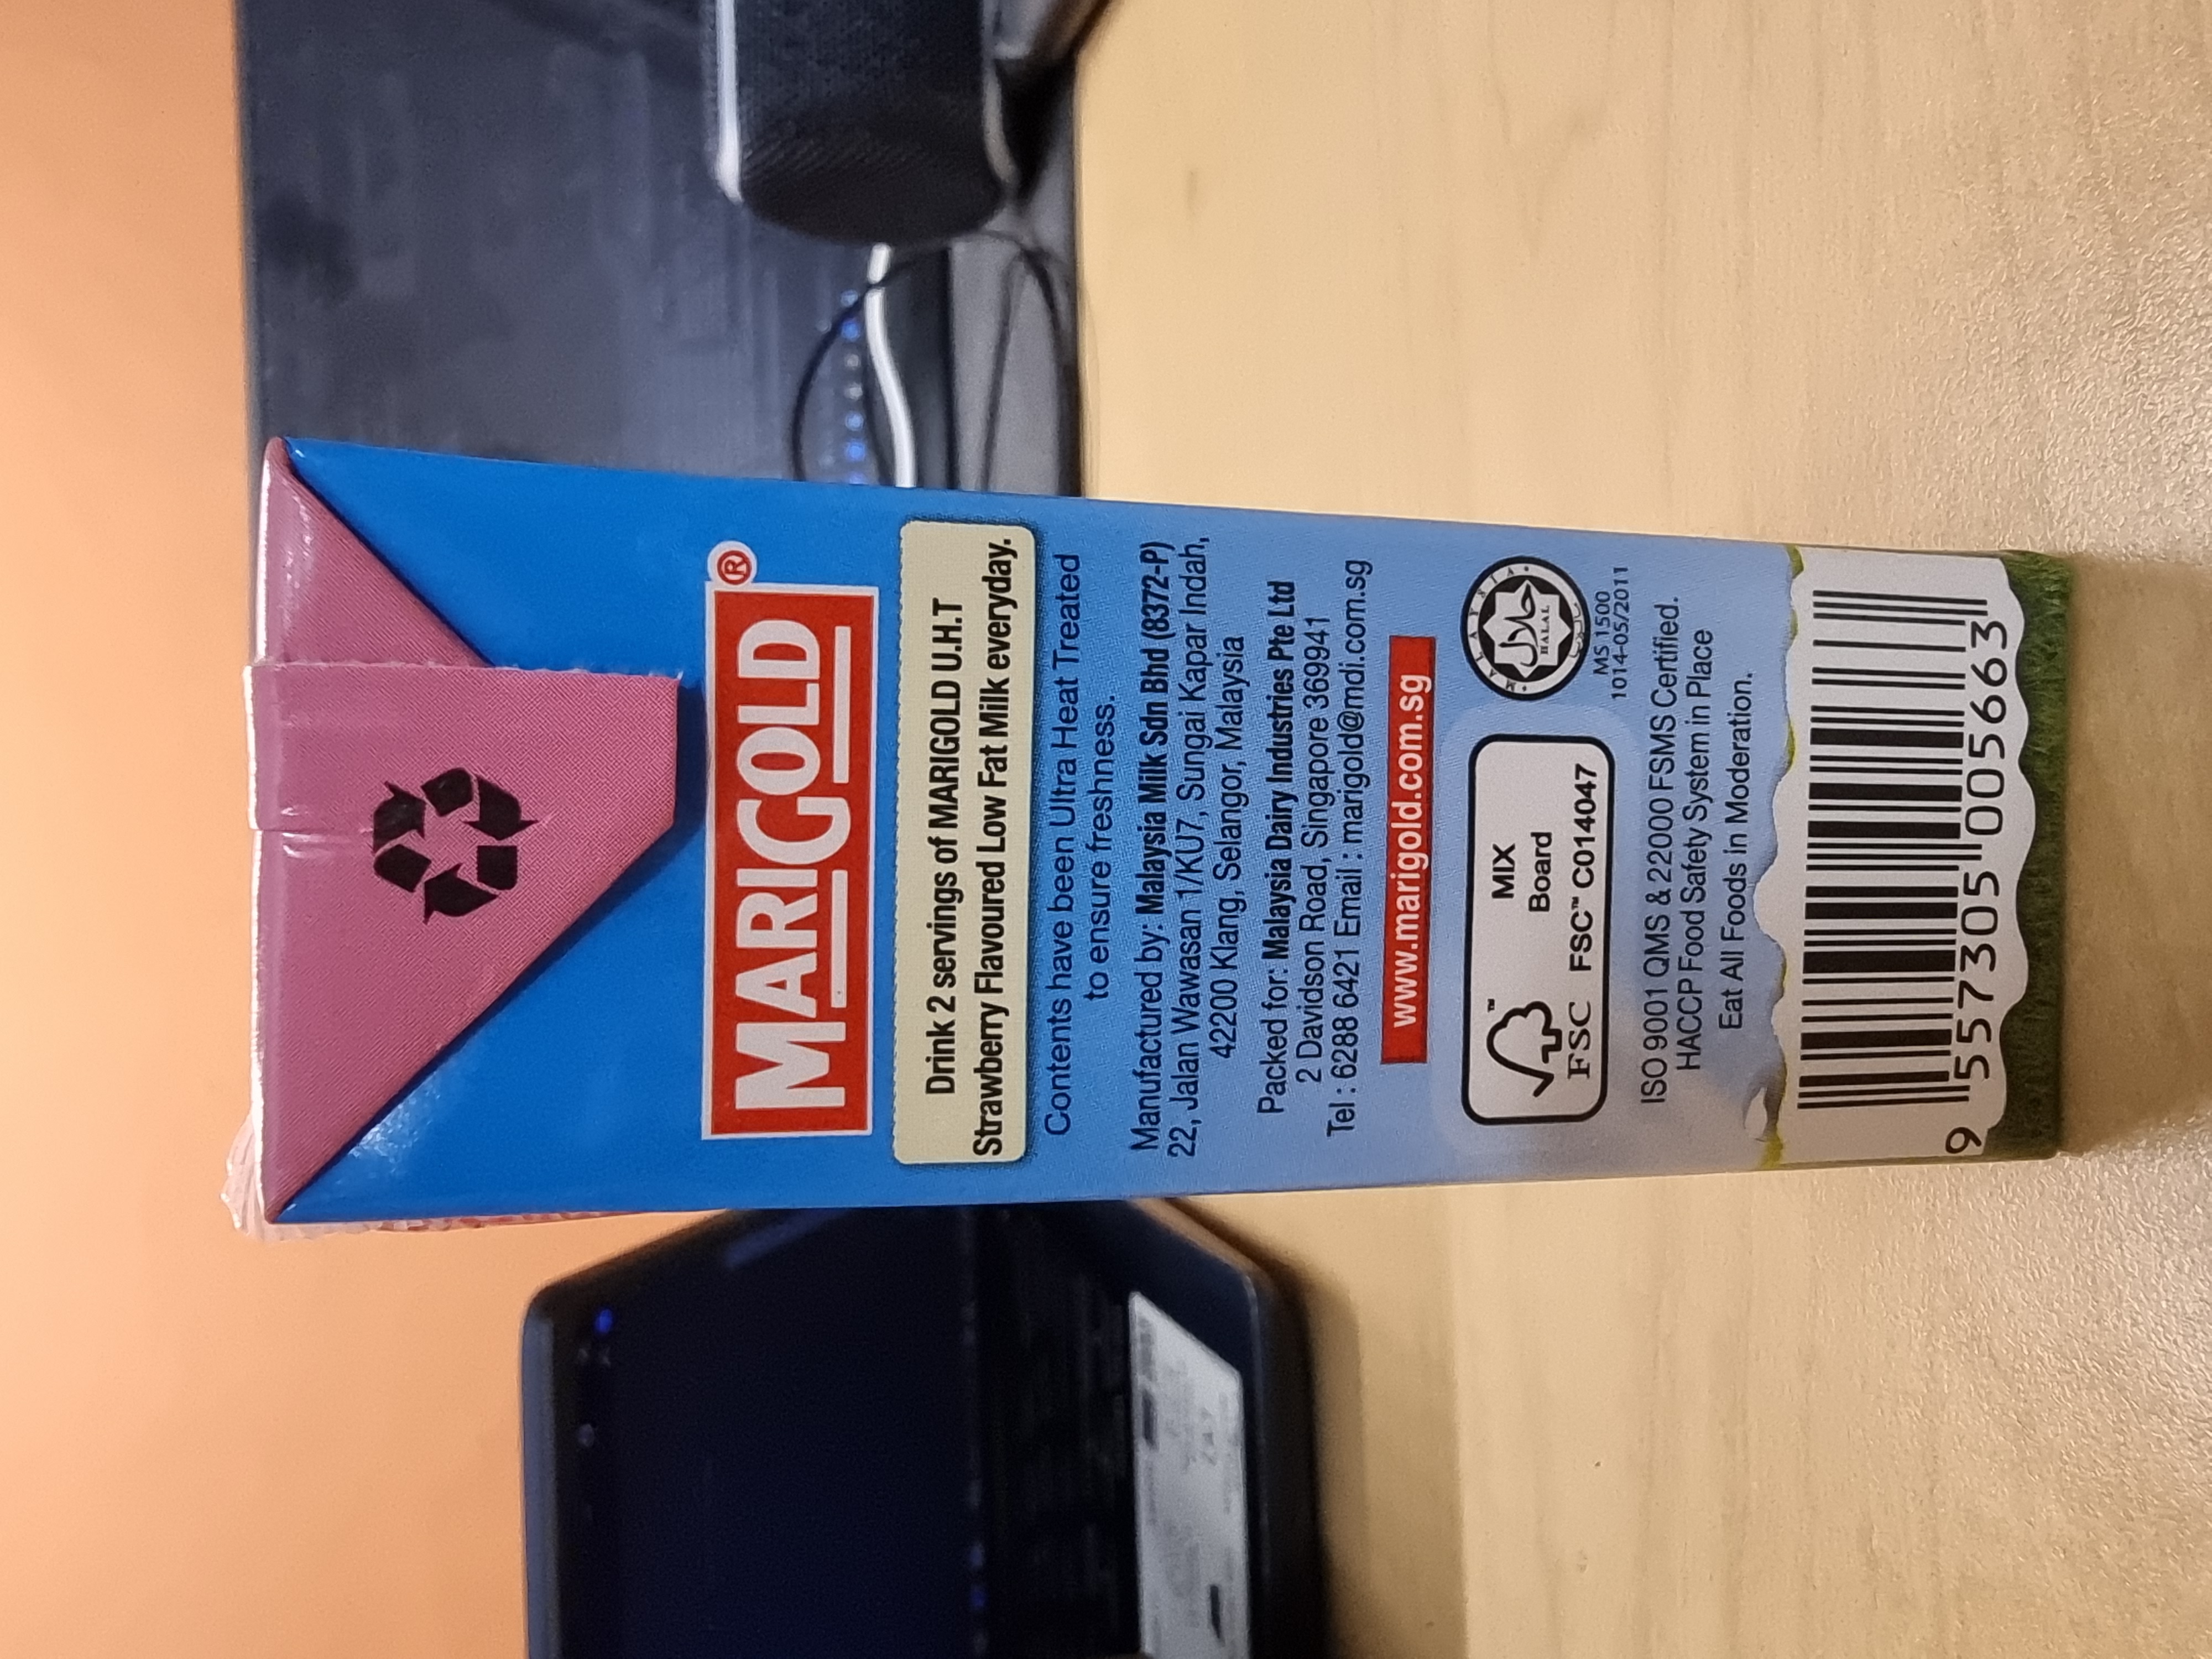 MARIGOLD®
Drink 2 servings of MARIGOLD U.H.T
Strawberry Flavoured Low Fat Milk everyday.
Contents have been Ultra Heat Treated
to ensure freshness.
Manufactured by: Malaysia Milk Sdn Bhd (8372-P)
22, Jalan Wawasan 1/KU7, Sungai Kapar Indah,
42200 Klang, Selangor, Malaysia
Packed for: Malaysia Dairy Industries Pte Ltd
2 Davidson Road, Singapore 369941
Tel : 6288 6421 Email : marigold@mdi.com.sg
www.marigold.com.sg
MIX
Board
FSC FSC™ C014047
MALAYSIA
حلال
HALAL
MS 1500
1014-05/2011
ISO 9001 QMS & 22000 FSMS Certified.
HACCP Food Safety System in Place
Eat All Foods in Moderation.
9 557305 005663